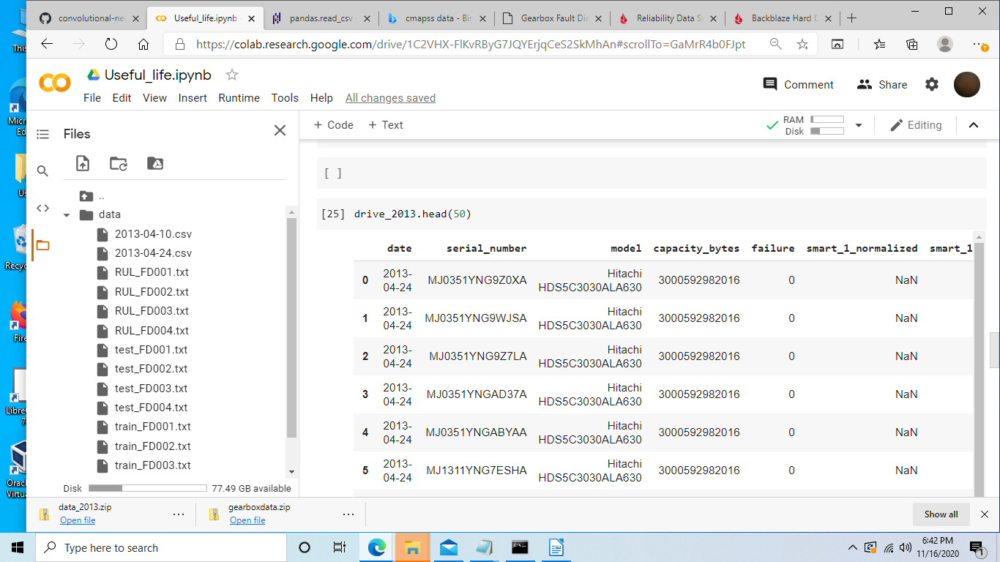 This
Recyc
Fire
convolutional-ne
Useful_life.ipynb
pandas.read_csv -
cmapss data - Bin
Gearbox Fault Dia
Reliability Data S
Backblaze Hard D
https://colab.research.google.com/drive/1C2VHX-FlKvRByG7JQYErjqCeS2SkMhAn#scrollTo=GaMrR4b0FJpt
Useful_life.ipynb
File Edit View Insert Runtime Tools Help All changes saved
Comment Share
Files
+ Code + Text
RAM
Disk
Editing
..
data
2013-04-10.csv
2013-04-24.csv
RUL_FD001.txt
RUL_FD002.txt
RUL_FD003.txt
RUL_FD004.txt
test_FD001.txt
test_FD002.txt
test_FD003.txt
test_FD004.txt
train_FD001.txt
train_FD002.txt
train_FD003.txt
Disk 77.49 GB available
[ ]
[25] drive_2013.head(50)
date serial_number model capacity_bytes failure smart_1_normalized smart_1
0 2013-04-24 MJ0351YNG9Z0XA Hitachi HDS5C3030ALA630 3000592982016 0 NaN
1 2013-04-24 MJ0351YNG9WJSA Hitachi HDS5C3030ALA630 3000592982016 0 NaN
2 2013-04-24 MJ0351YNG9Z7LA Hitachi HDS5C3030ALA630 3000592982016 0 NaN
3 2013-04-24 MJ0351YNGAD37A Hitachi HDS5C3030ALA630 3000592982016 0 NaN
4 2013-04-24 MJ0351YNGABYAA Hitachi HDS5C3030ALA630 3000592982016 0 NaN
5 2013-04-24 MJ1311YNG7ESHA Hitachi HDS5C3030ALA630 3000592982016 0 NaN
data_2013.zip
Open file
gearboxdata.zip
Open file
Show all
Type here to search
6:42 PM
11/16/2020
1